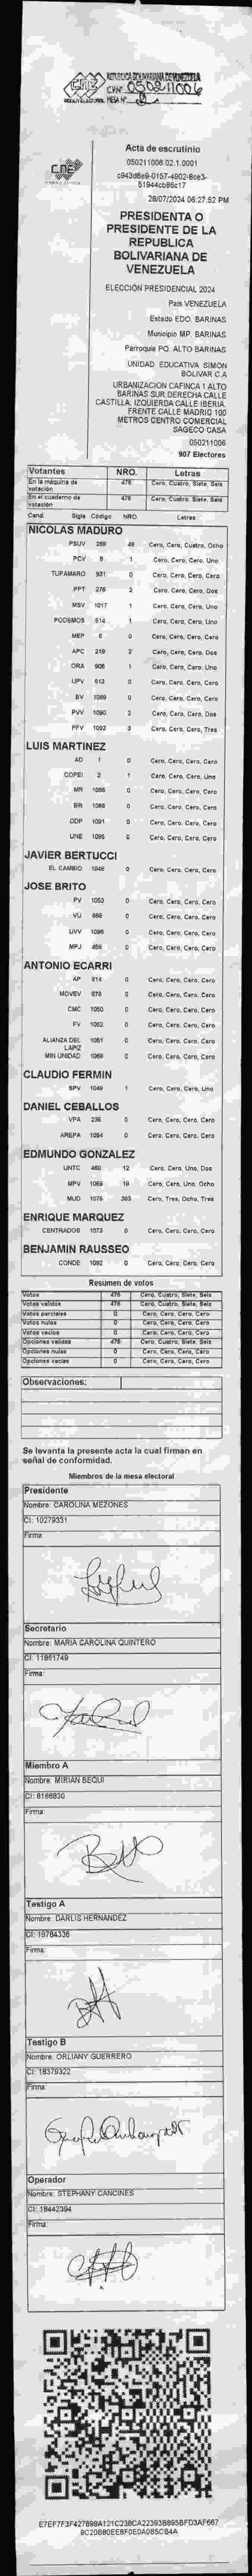 REPUBLICA BOLIVARIANA DE VENEZUELA
CNE
CVN° 050211006
MESA N° 2
Acta de escrutinio
050211006.02.1.0001
28/07/2024 06:27:52 PM
PRESIDENTA O
PRESIDENTE DE LA
REPUBLICA
BOLIVARIANA DE
VENEZUELA
ELECCIÓN PRESIDENCIAL 2024
País VENEZUELA
Estado EDO. BARINAS
Municipio MP. BARINAS
Parroquia PQ. ALTO BARINAS
UNIDAD EDUCATIVA SIMON
BOLIVAR C.A
URBANIZACION CAFINCA 1 ALTO
BARINAS SUR DERECHA CALLE
CASTILLA. IZQUIERDA CALLE IBERIA.
FRENTE CALLE MADRID 100
METROS CENTRO COMERCIAL
SAGECO CASA
050211006
907 Electores
Votantes NRO. Letras
En la máquina de votación 476 Cero, Cuatro, Siete, Seis
En el cuaderno de votación 476 Cero, Cuatro, Siete, Seis
Cand. Sigla Código NRO. Letras
NICOLAS MADURO
PSUV 269 48 Cero, Cero, Cuatro, Ocho
PCV 9 1 Cero, Cero, Cero, Uno
TUPAMARO 931 0 Cero, Cero, Cero, Cero
PPT 276 2 Cero, Cero, Cero, Dos
MSV 1017 1 Cero, Cero, Cero, Uno
PODEMOS 514 1 Cero, Cero, Cero, Uno
MEP 6 0 Cero, Cero, Cero, Cero
APC 219 2 Cero, Cero, Cero, Dos
ORA 906 1 Cero, Cero, Cero, Uno
UPV 613 0 Cero, Cero, Cero, Cero
EV 1099 0 Cero, Cero, Cero, Cero
PVV 1090 2 Cero, Cero, Cero, Dos
PFV 1093 3 Cero, Cero, Cero, Tres
LUIS MARTINEZ
AD 1 0 Cero, Cero, Cero, Cero
COPEI 2 1 Cero, Cero, Cero, Uno
MR 1066 0 Cero, Cero, Cero, Cero
BR 1068 0 Cero, Cero, Cero, Cero
DDP 1091 0 Cero, Cero, Cero, Cero
UNE 1095 0 Cero, Cero, Cero, Cero
JAVIER BERTUCCI
EL CAMBIO 1048 0 Cero, Cero, Cero, Cero
JOSE BRITO
PV 1053 0 Cero, Cero, Cero, Cero
VU 868 0 Cero, Cero, Cero, Cero
UVV 1096 0 Cero, Cero, Cero, Cero
MPJ 458 0 Cero, Cero, Cero, Cero
ANTONIO ECARRI
AP 914 0 Cero, Cero, Cero, Cero
MOVEV 678 0 Cero, Cero, Cero, Cero
CMC 1050 0 Cero, Cero, Cero, Cero
FV 1052 0 Cero, Cero, Cero, Cero
ALIANZA DEL LAPIZ 1051 0 Cero, Cero, Cero, Cero
MIN UNIDAD 1069 0 Cero, Cero, Cero, Cero
CLAUDIO FERMIN
SPV 1049 1 Cero, Cero, Cero, Uno
DANIEL CEBALLOS
VPA 236 0 Cero, Cero, Cero, Cero
AREPA 1094 0 Cero, Cero, Cero, Cero
EDMUNDO GONZALEZ
UNTC 460 12 Cero, Cero, Uno, Dos
MPV 1069 18 Cero, Cero, Uno, Ocho
MUD 1075 383 Cero, Tres, Ocho, Tres
ENRIQUE MARQUEZ
CENTRADOS 1073 0 Cero, Cero, Cero, Cero
BENJAMIN RAUSSEO
CONDE 1092 0 Cero, Cero, Cero, Cero
Resumen de votos
Votos 476 Cero, Cuatro, Siete, Seis
Votos validos 476 Cero, Cuatro, Siete, Seis
Votos parciales 0 Cero, Cero, Cero, Cero
Votos nulos 0 Cero, Cero, Cero, Cero
Votos vacios 0 Cero, Cero, Cero, Cero
Opciones validas 476 Cero, Cuatro, Siete, Seis
Opciones nulas 0 Cero, Cero, Cero, Cero
Opciones vacias 0 Cero, Cero, Cero, Cero
Observaciones:
Se levanta la presente acta la cual firman en
señal de conformidad.
Miembros de la mesa electoral
Presidente
Nombre: CAROLINA MEZONES
CI: 10279331
Firma:
Secretario
Nombre: MARIA CAROLINA QUINTERO
CI: 11861749
Firma:
Miembro A
Nombre: MIRIAN BEQUI
CI: 8186830
Firma:
Testigo A
Nombre: DARLIS HERNANDEZ
CI: 19784336
Firma:
Testigo B
Nombre: ORLIANY GUERRERO
CI: 18379322
Firma:
Operador
Nombre: STEPHANY CANCINES
CI: 18442394
Firma: